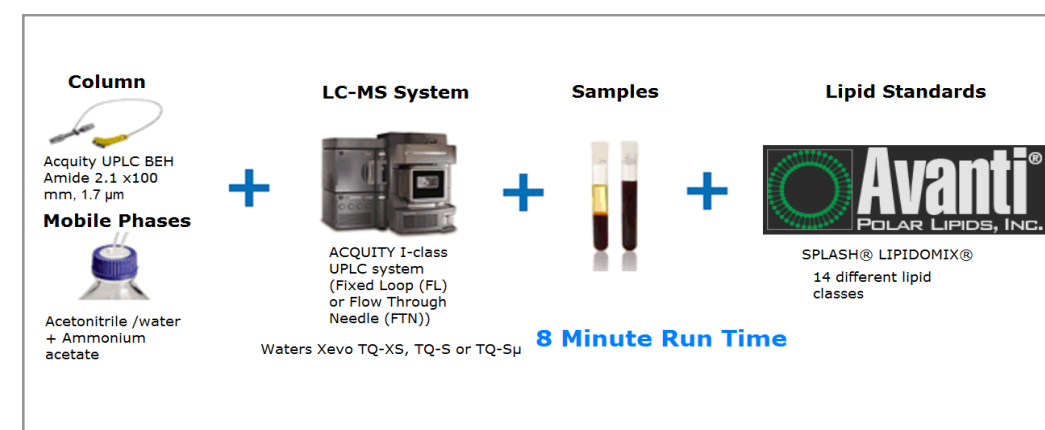 Column
Acquity UPLC BEH
Amide 2.1 x100
mm, 1.7 µm
Mobile Phases
Acetonitrile /water
+ Ammonium
acetate
LC-MS System
ACQUITY I-class
UPLC system
(Fixed Loop (FL)
or Flow Through
Needle (FTN))
Waters Xevo TQ-XS, TQ-S or TQ-Sµ
Samples
8 Minute Run Time
Lipid Standards
Avanti®
POLAR LIPIDS, INC.
SPLASH® LIPIDOMIX®
14 different lipid
classes